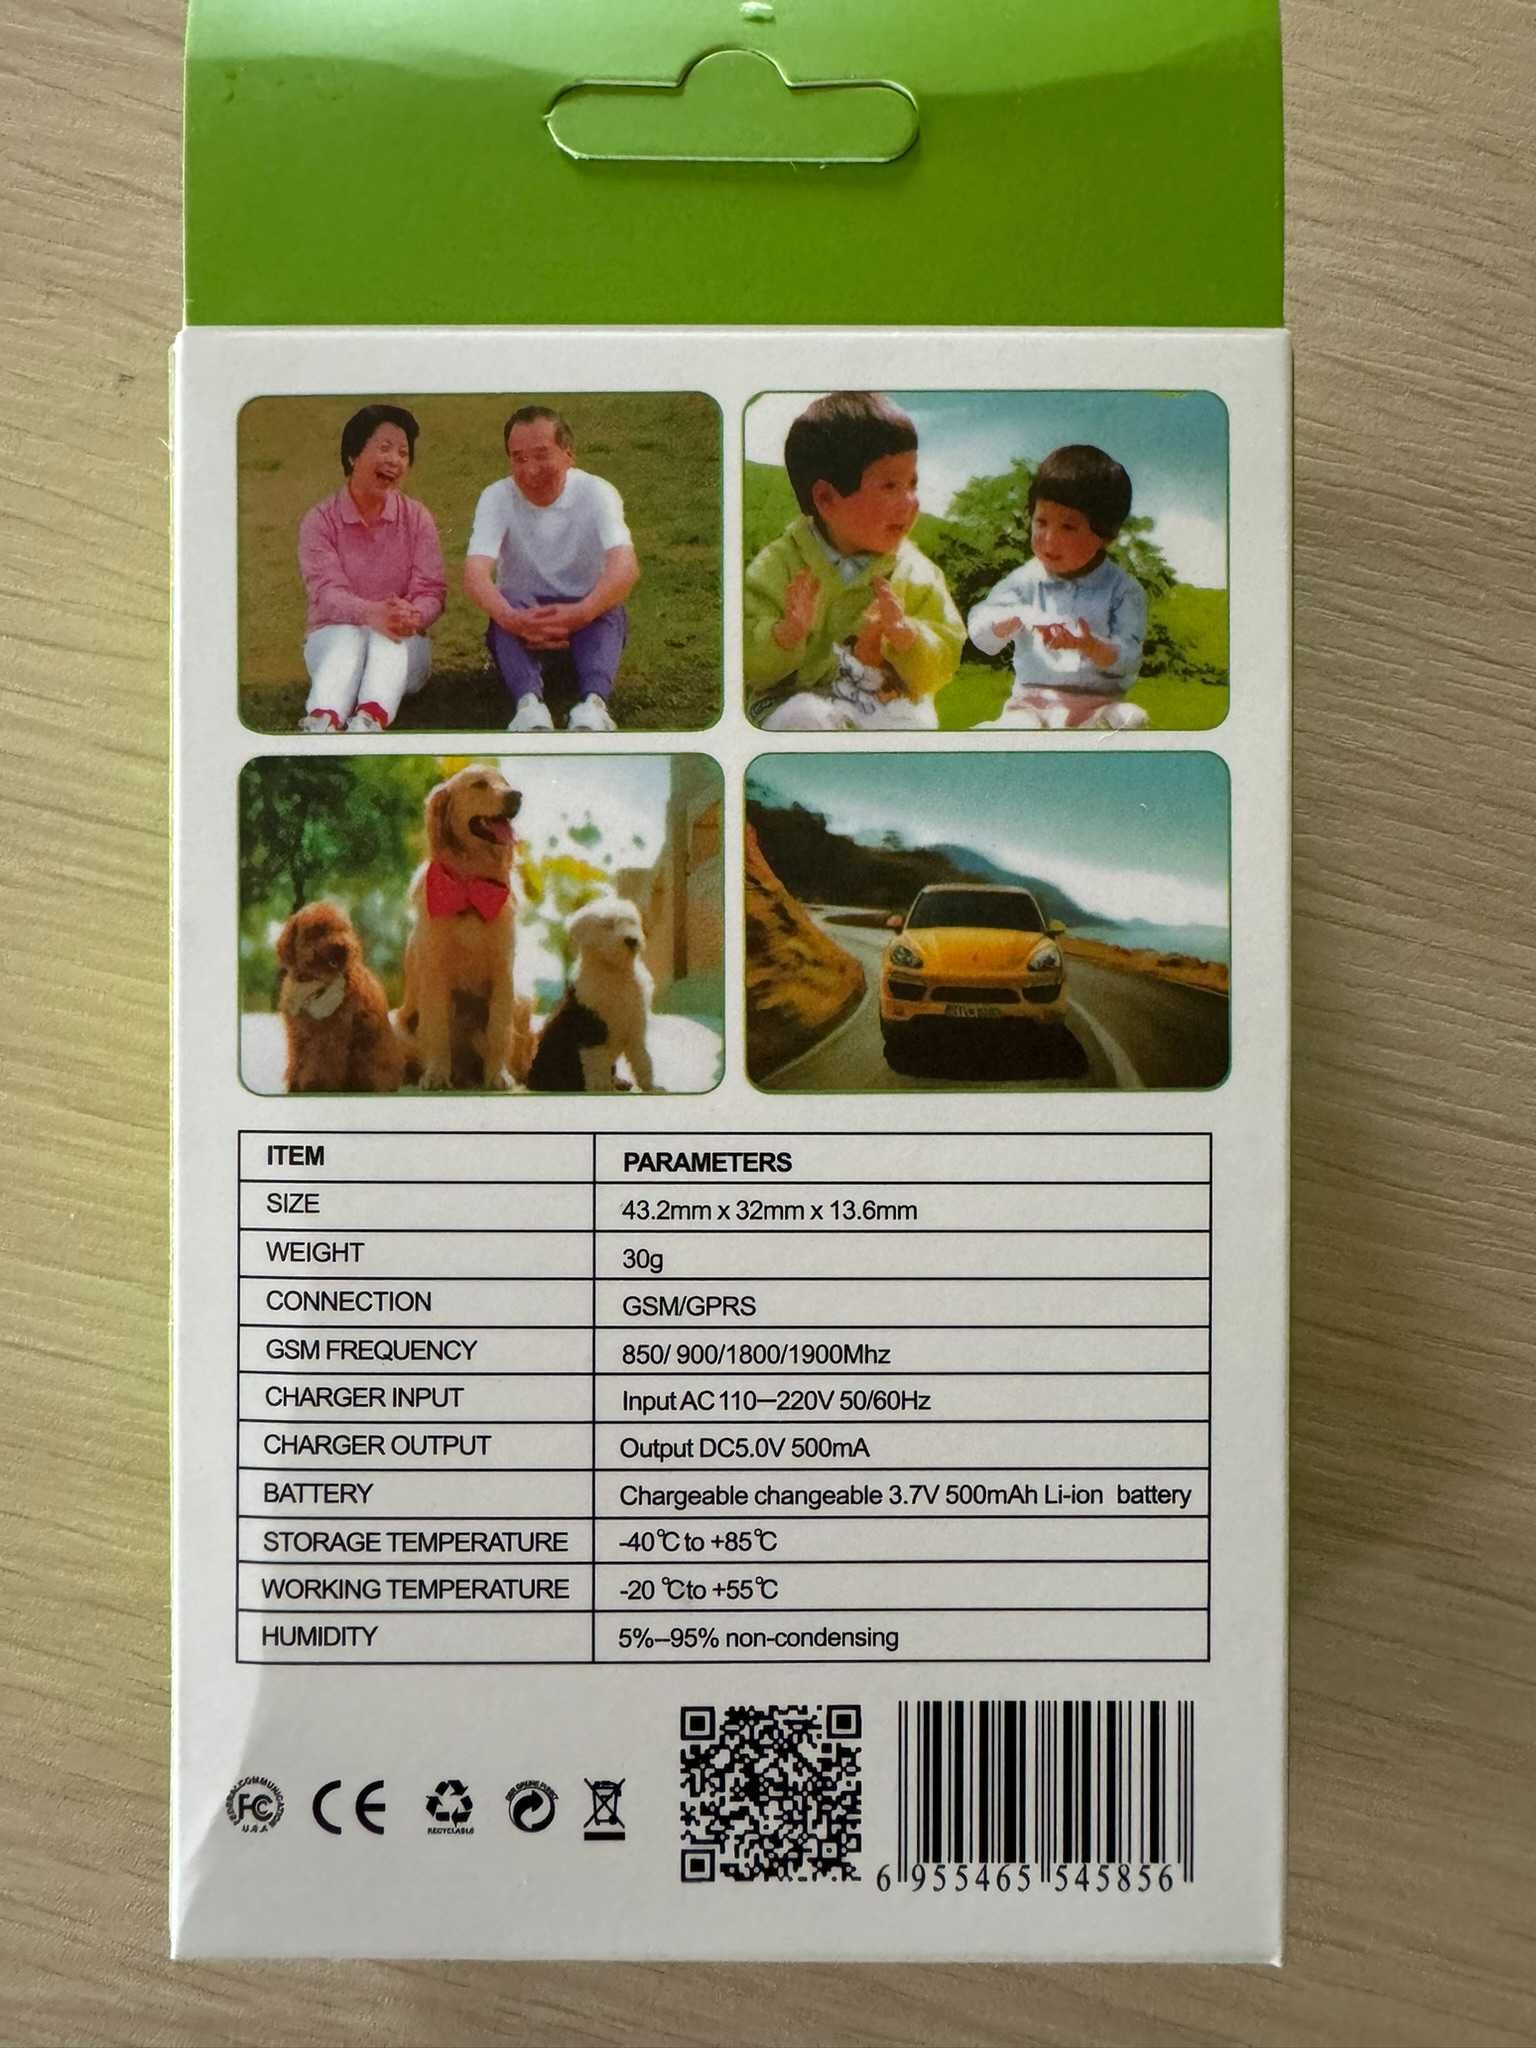 ITEM PARAMETERS
SIZE 43.2mm x 32mm x 13.6mm
WEIGHT 30g
CONNECTION GSM/GPRS
GSM FREQUENCY 850/ 900/1800/1900Mhz
CHARGER INPUT Input AC 110—220V 50/60Hz
CHARGER OUTPUT Output DC5.0V 500mA
BATTERY Chargeable changeable 3.7V 500mAh Li-ion battery
STORAGE TEMPERATURE -40℃ to +85℃
WORKING TEMPERATURE -20 ℃to +55℃
HUMIDITY 5%–95% non-condensing
FC
U.S.A
CE
RECYCLABLE
6 955465 545856